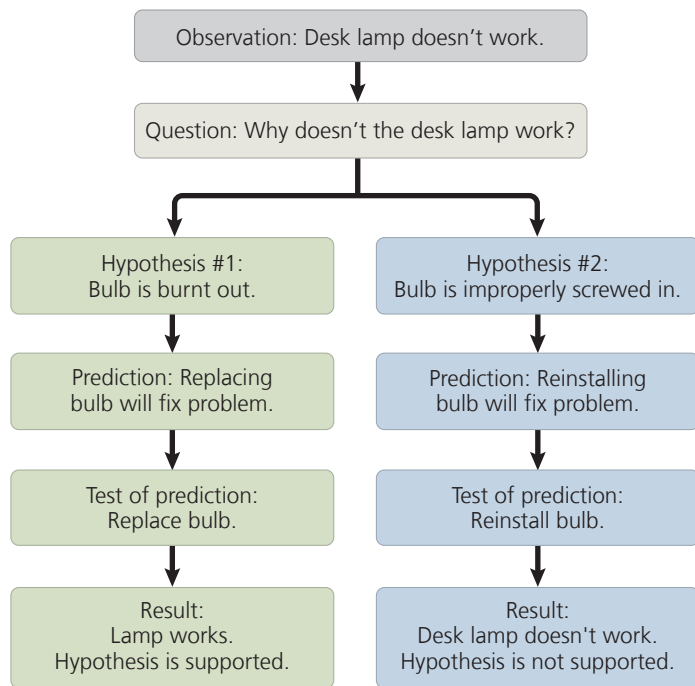 Observation: Desk lamp doesn’t work.
Question: Why doesn’t the desk lamp work?
Hypothesis #1:
Bulb is burnt out.
Prediction: Replacing
bulb will fix problem.
Test of prediction:
Replace bulb.
Result:
Lamp works.
Hypothesis is supported.
Hypothesis #2:
Bulb is improperly screwed in.
Prediction: Reinstalling
bulb will fix problem.
Test of prediction:
Reinstall bulb.
Result:
Desk lamp doesn't work.
Hypothesis is not supported.